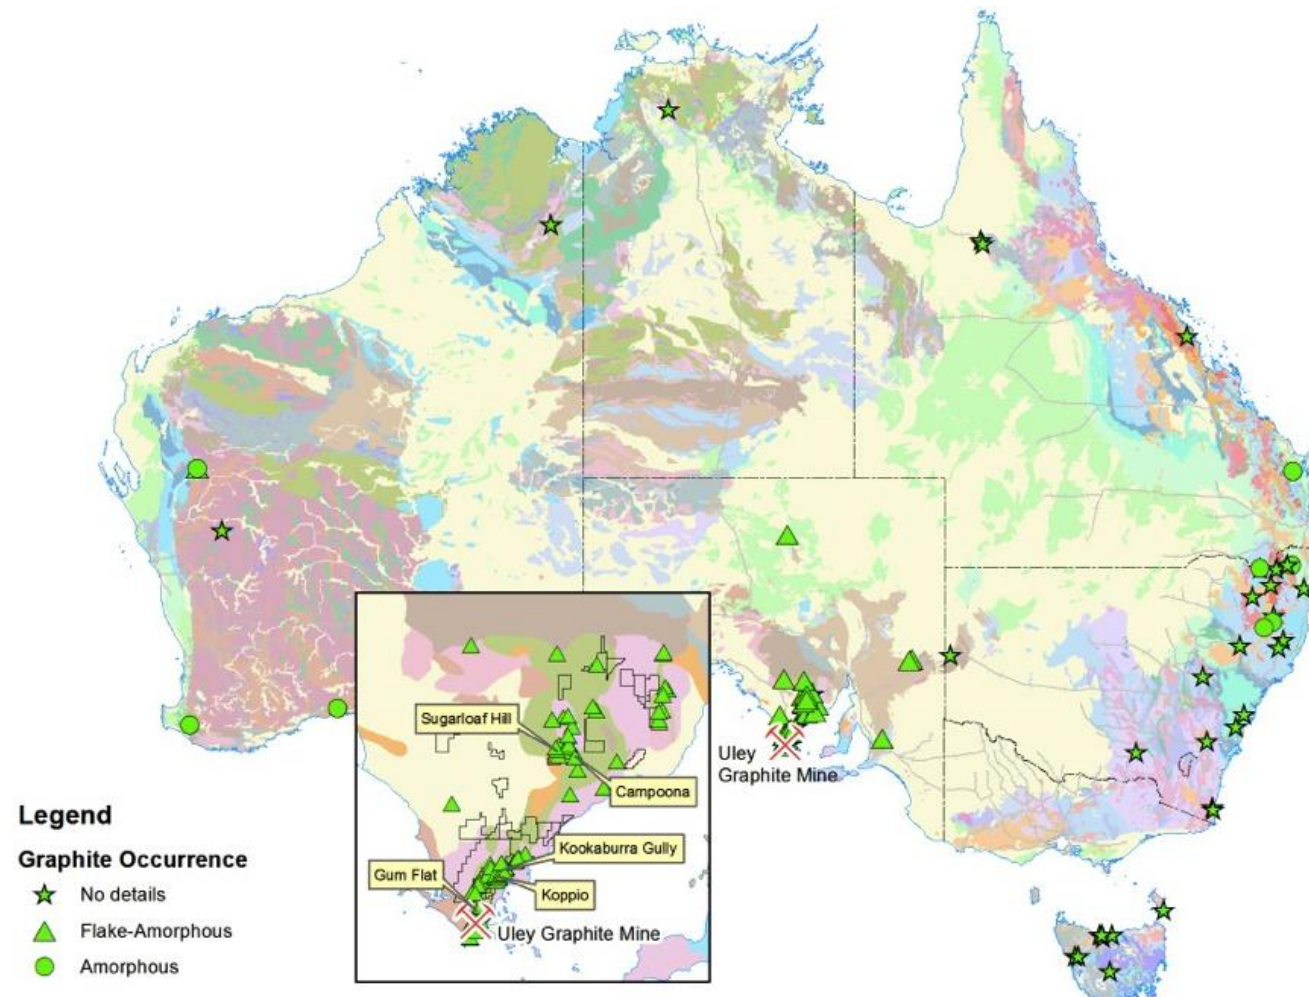 Sugarloaf Hill
Campoona
Kookaburra Gully
Gum Flat
Koppio
Uley Graphite Mine
Uley
Graphite Mine
Legend
Graphite Occurrence
No details
Flake-Amorphous
Amorphous